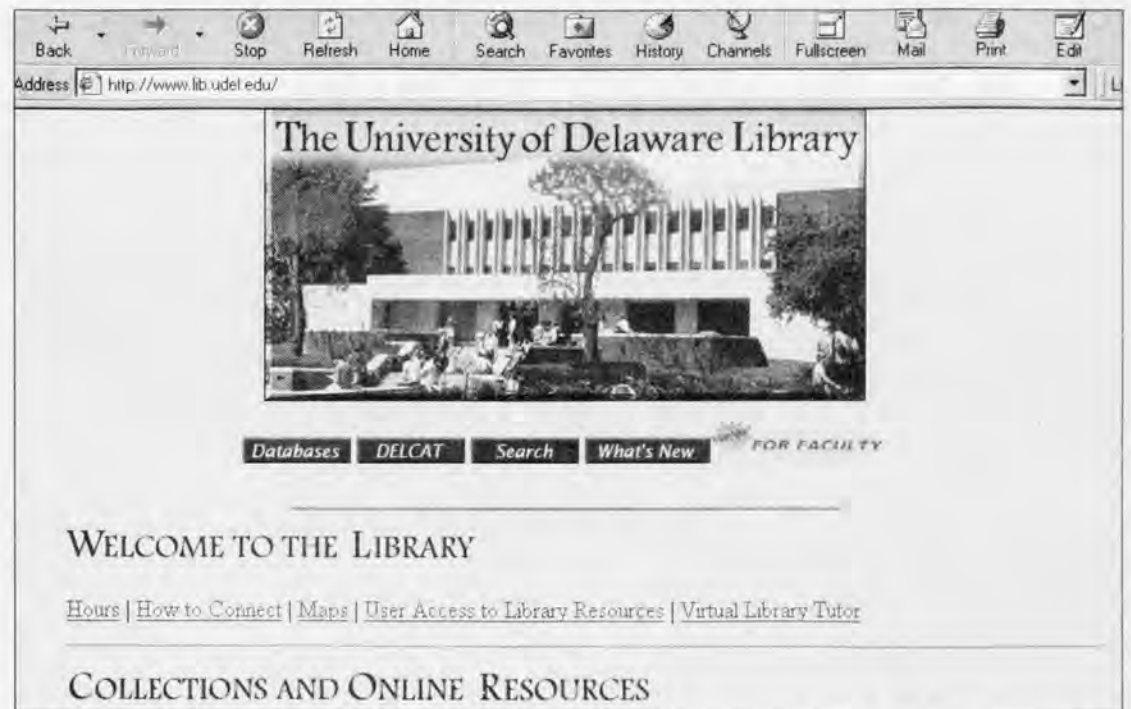 Back Forward Stop Refresh Home Search Favorites History Channels Fullscreen Mail Print Edit
Address http://www.lib.udel.edu/
The University of Delaware Library
Databases DELCAT Search What's New FOR FACULTY
WELCOME TO THE LIBRARY
Hours | How to Connect | Maps | User Access to Library Resources | Virtual Library Tutor
COLLECTIONS AND ONLINE RESOURCES